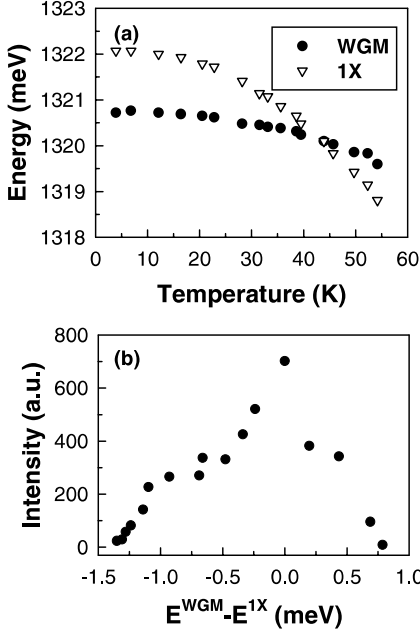 (a)
WGM
1X
1323
1322
1321
1320
1319
1318
Energy (meV)
0 10 20 30 40 50 60
Temperature (K)
(b)
800
600
400
200
0
Intensity (a.u.)
-1.5 -1.0 -0.5 0.0 0.5 1.0
E^WGM-E^1X (meV)